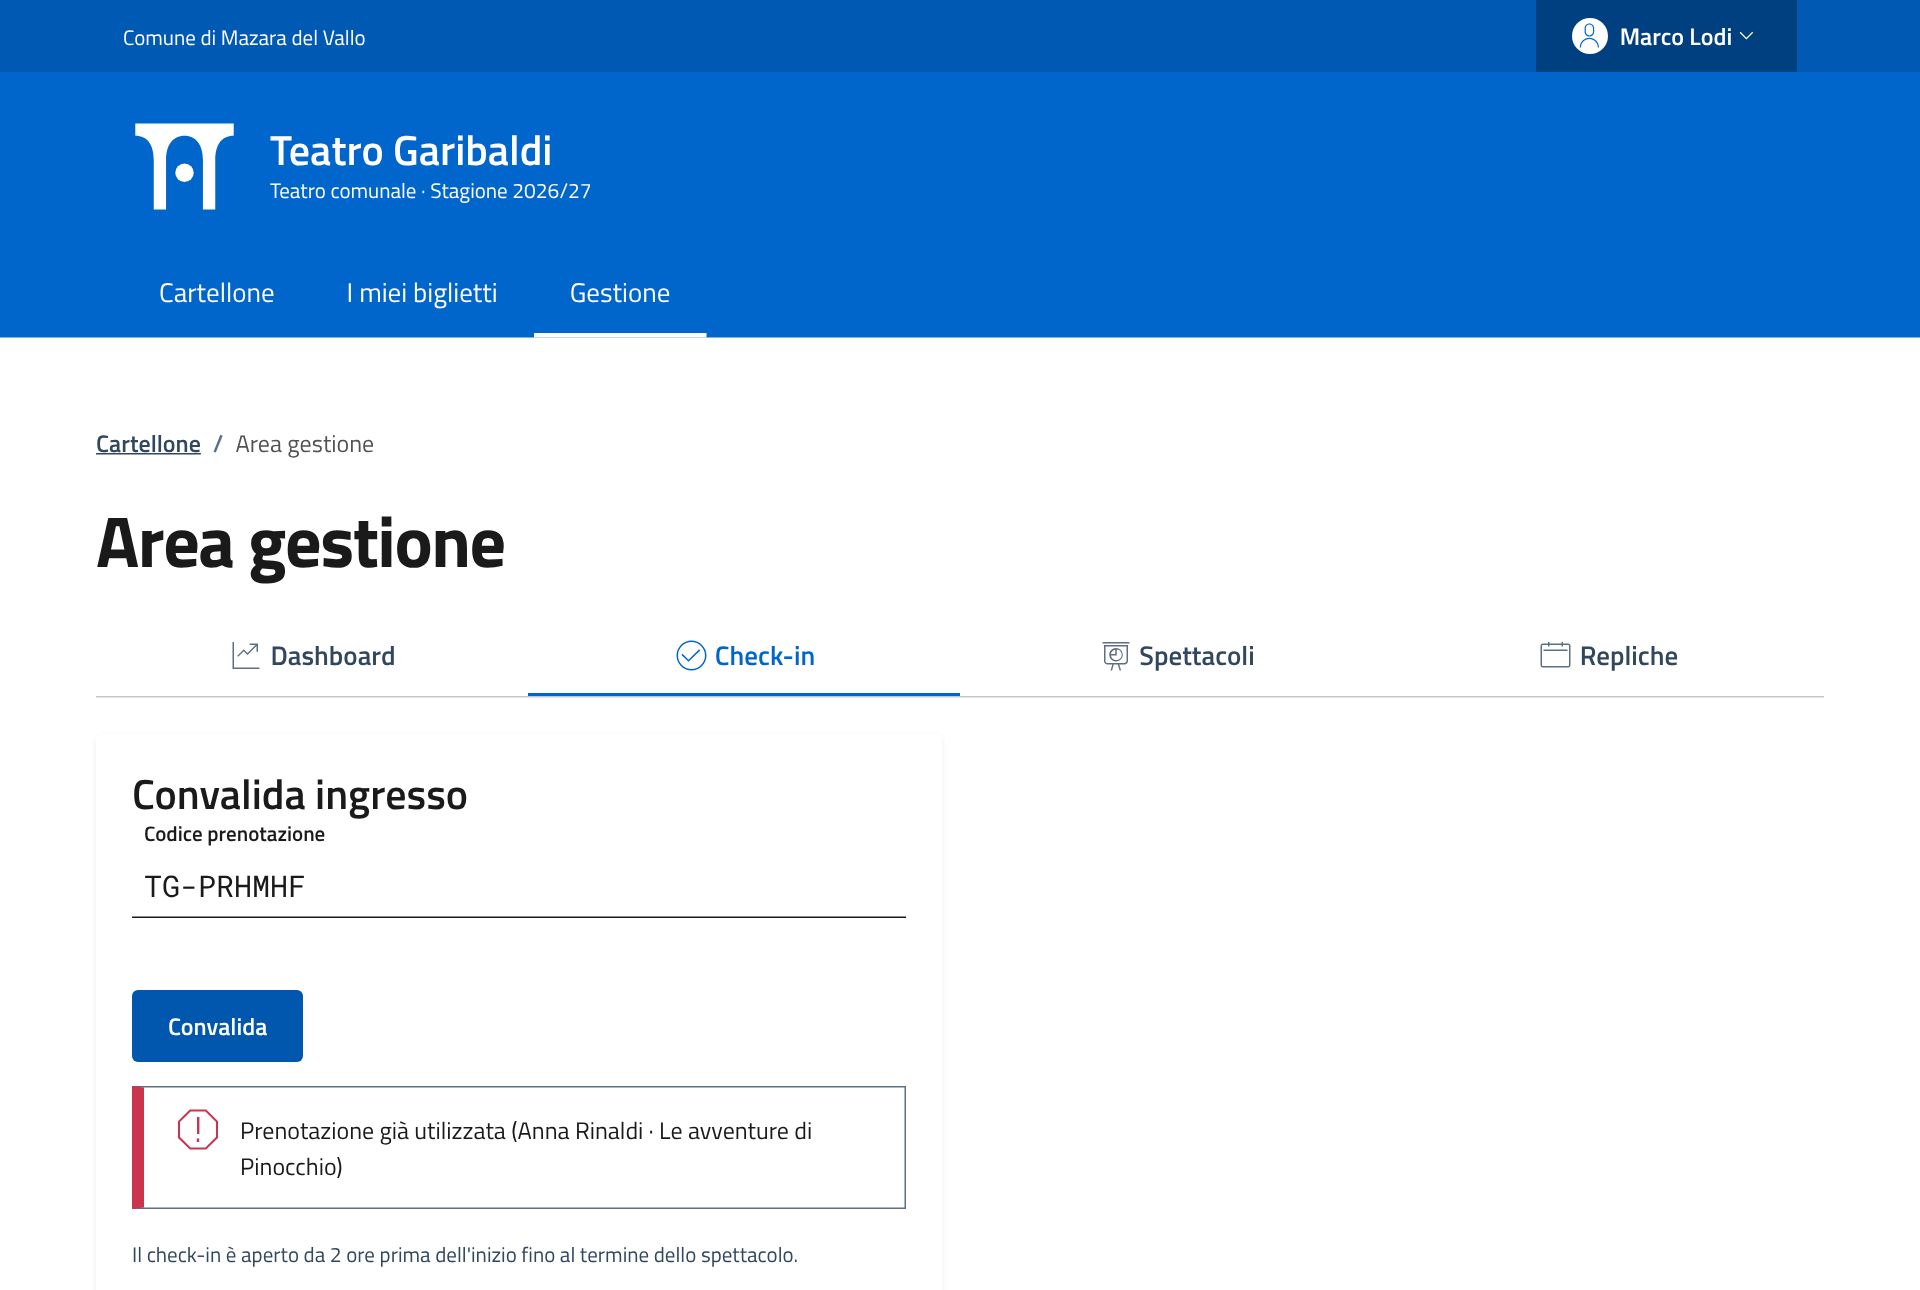 Comune di Mazara del Vallo
Marco Lodi
Teatro Garibaldi
Teatro comunale · Stagione 2026/27
Cartellone
I miei biglietti
Gestione
Cartellone / Area gestione
Area gestione
Dashboard
Check-in
Spettacoli
Repliche
Convalida ingresso
Codice prenotazione
TG-PRHMHF
Convalida
Prenotazione già utilizzata (Anna Rinaldi · Le avventure di
Pinocchio)
Il check-in è aperto da 2 ore prima dell'inizio fino al termine dello spettacolo.